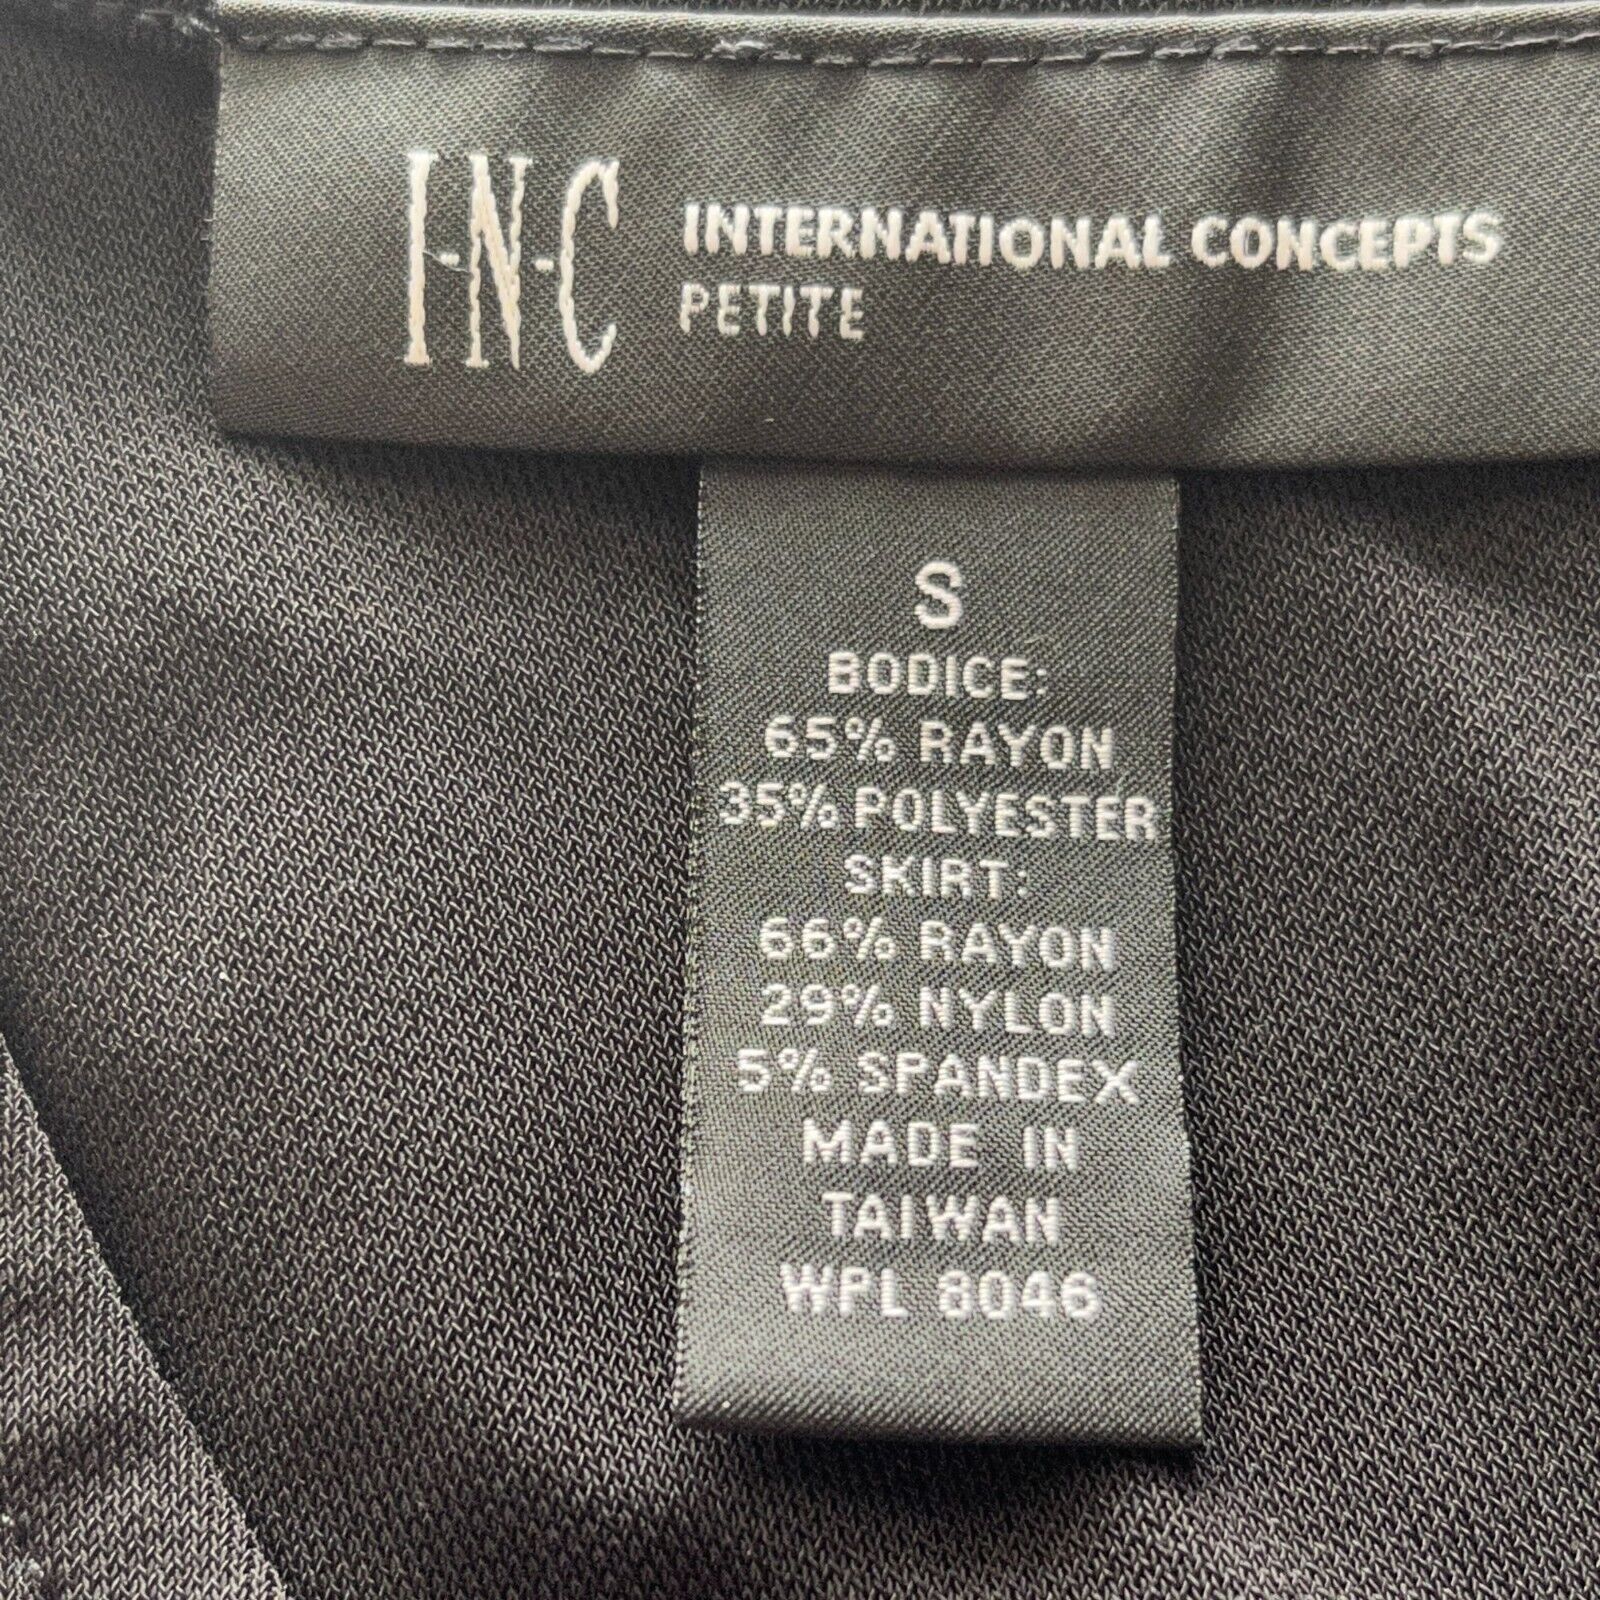 I-N-C INTERNATIONAL CONCEPTS
PETITE
S
BODICE:
65% RAYON
35% POLYESTER
SKIRT:
66% RAYON
29% NYLON
5% SPANDEX
MADE IN
TAIWAN
WPL 8046